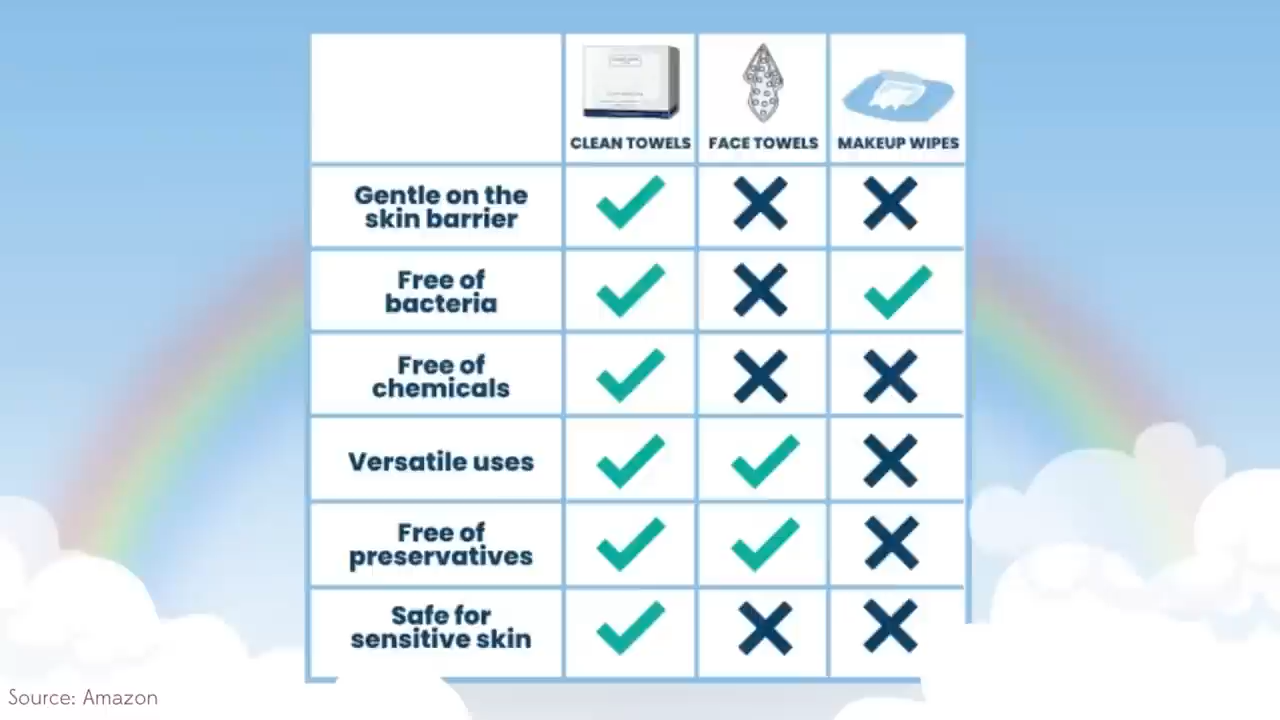 CLEAN TOWELS
FACE TOWELS
MAKEUP WIPES
Gentle on the
skin barrier
Free of
bacteria
Free of
chemicals
Versatile uses
Free of
preservatives
Safe for
sensitive skin
Source: Amazon